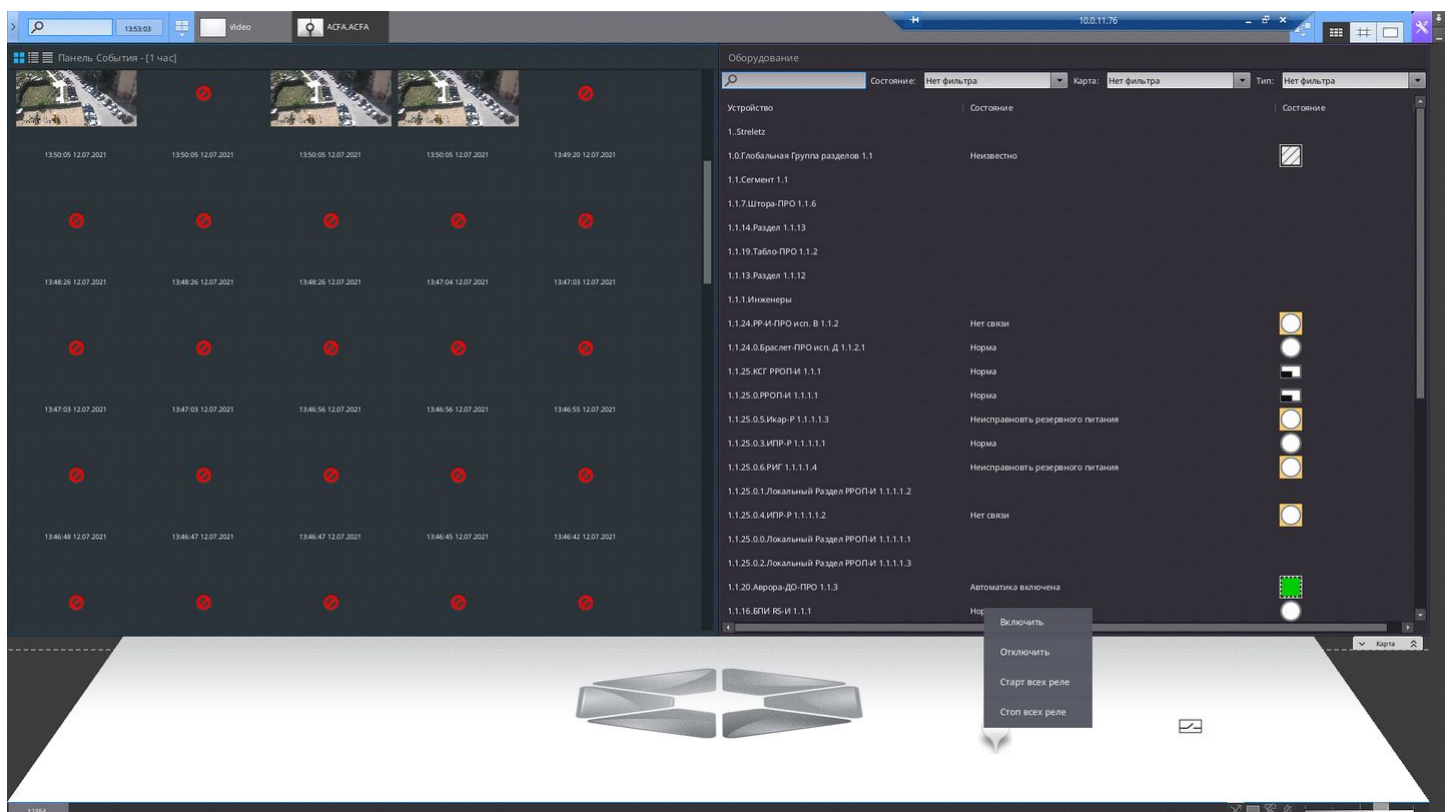 13:53:03
Video
ACFA.ACFA
10.0.11.76
Панель События - [1 час]
13:50:05 12.07.2021 13:50:05 12.07.2021 13:50:05 12.07.2021 13:50:05 12.07.2021 13:49:20 12.07.2021
13:48:26 12.07.2021 13:48:26 12.07.2021 13:48:26 12.07.2021 13:47:04 12.07.2021 13:47:03 12.07.2021
13:47:03 12.07.2021 13:47:03 12.07.2021 13:46:56 12.07.2021 13:46:56 12.07.2021 13:46:55 12.07.2021
13:46:48 12.07.2021 13:46:47 12.07.2021 13:46:47 12.07.2021 13:46:45 12.07.2021 13:46:42 12.07.2021
Оборудование
Состояние: Нет фильтра Карта: Нет фильтра Тип: Нет фильтра
Устройство Состояние Состояние
1..Streletz
1.0.Глобальная Группа разделов 1.1 Неизвестно
1.1.Сегмент 1.1
1.1.7.Штора-ПРО 1.1.6
1.1.14.Раздел 1.1.13
1.1.19.Табло-ПРО 1.1.2
1.1.13.Раздел 1.1.12
1.1.1.Инженеры
1.1.24.РР-И-ПРО исп. В 1.1.2 Нет связи
1.1.24.0.Браслет-ПРО исп. Д 1.1.2.1 Норма
1.1.25.КСГ РРОП-И 1.1.1 Норма
1.1.25.0.РРОП-И 1.1.1.1 Норма
1.1.25.0.5.Икар-Р 1.1.1.1.3 Неисправновть резервного питания
1.1.25.0.3.ИПР-Р 1.1.1.1.1 Норма
1.1.25.0.6.РИГ 1.1.1.1.4 Неисправновть резервного питания
1.1.25.0.1.Локальный Раздел РРОП-И 1.1.1.1.2
1.1.25.0.4.ИПР-Р 1.1.1.1.2 Нет связи
1.1.25.0.0.Локальный Раздел РРОП-И 1.1.1.1.1
1.1.25.0.2.Локальный Раздел РРОП-И 1.1.1.1.3
1.1.20.Аврора-ДО-ПРО 1.1.3 Автоматика включена
1.1.16.БПИ RS-И 1.1.1
Включить
Отключить
Старт всех реле
Стоп всех реле
Карта